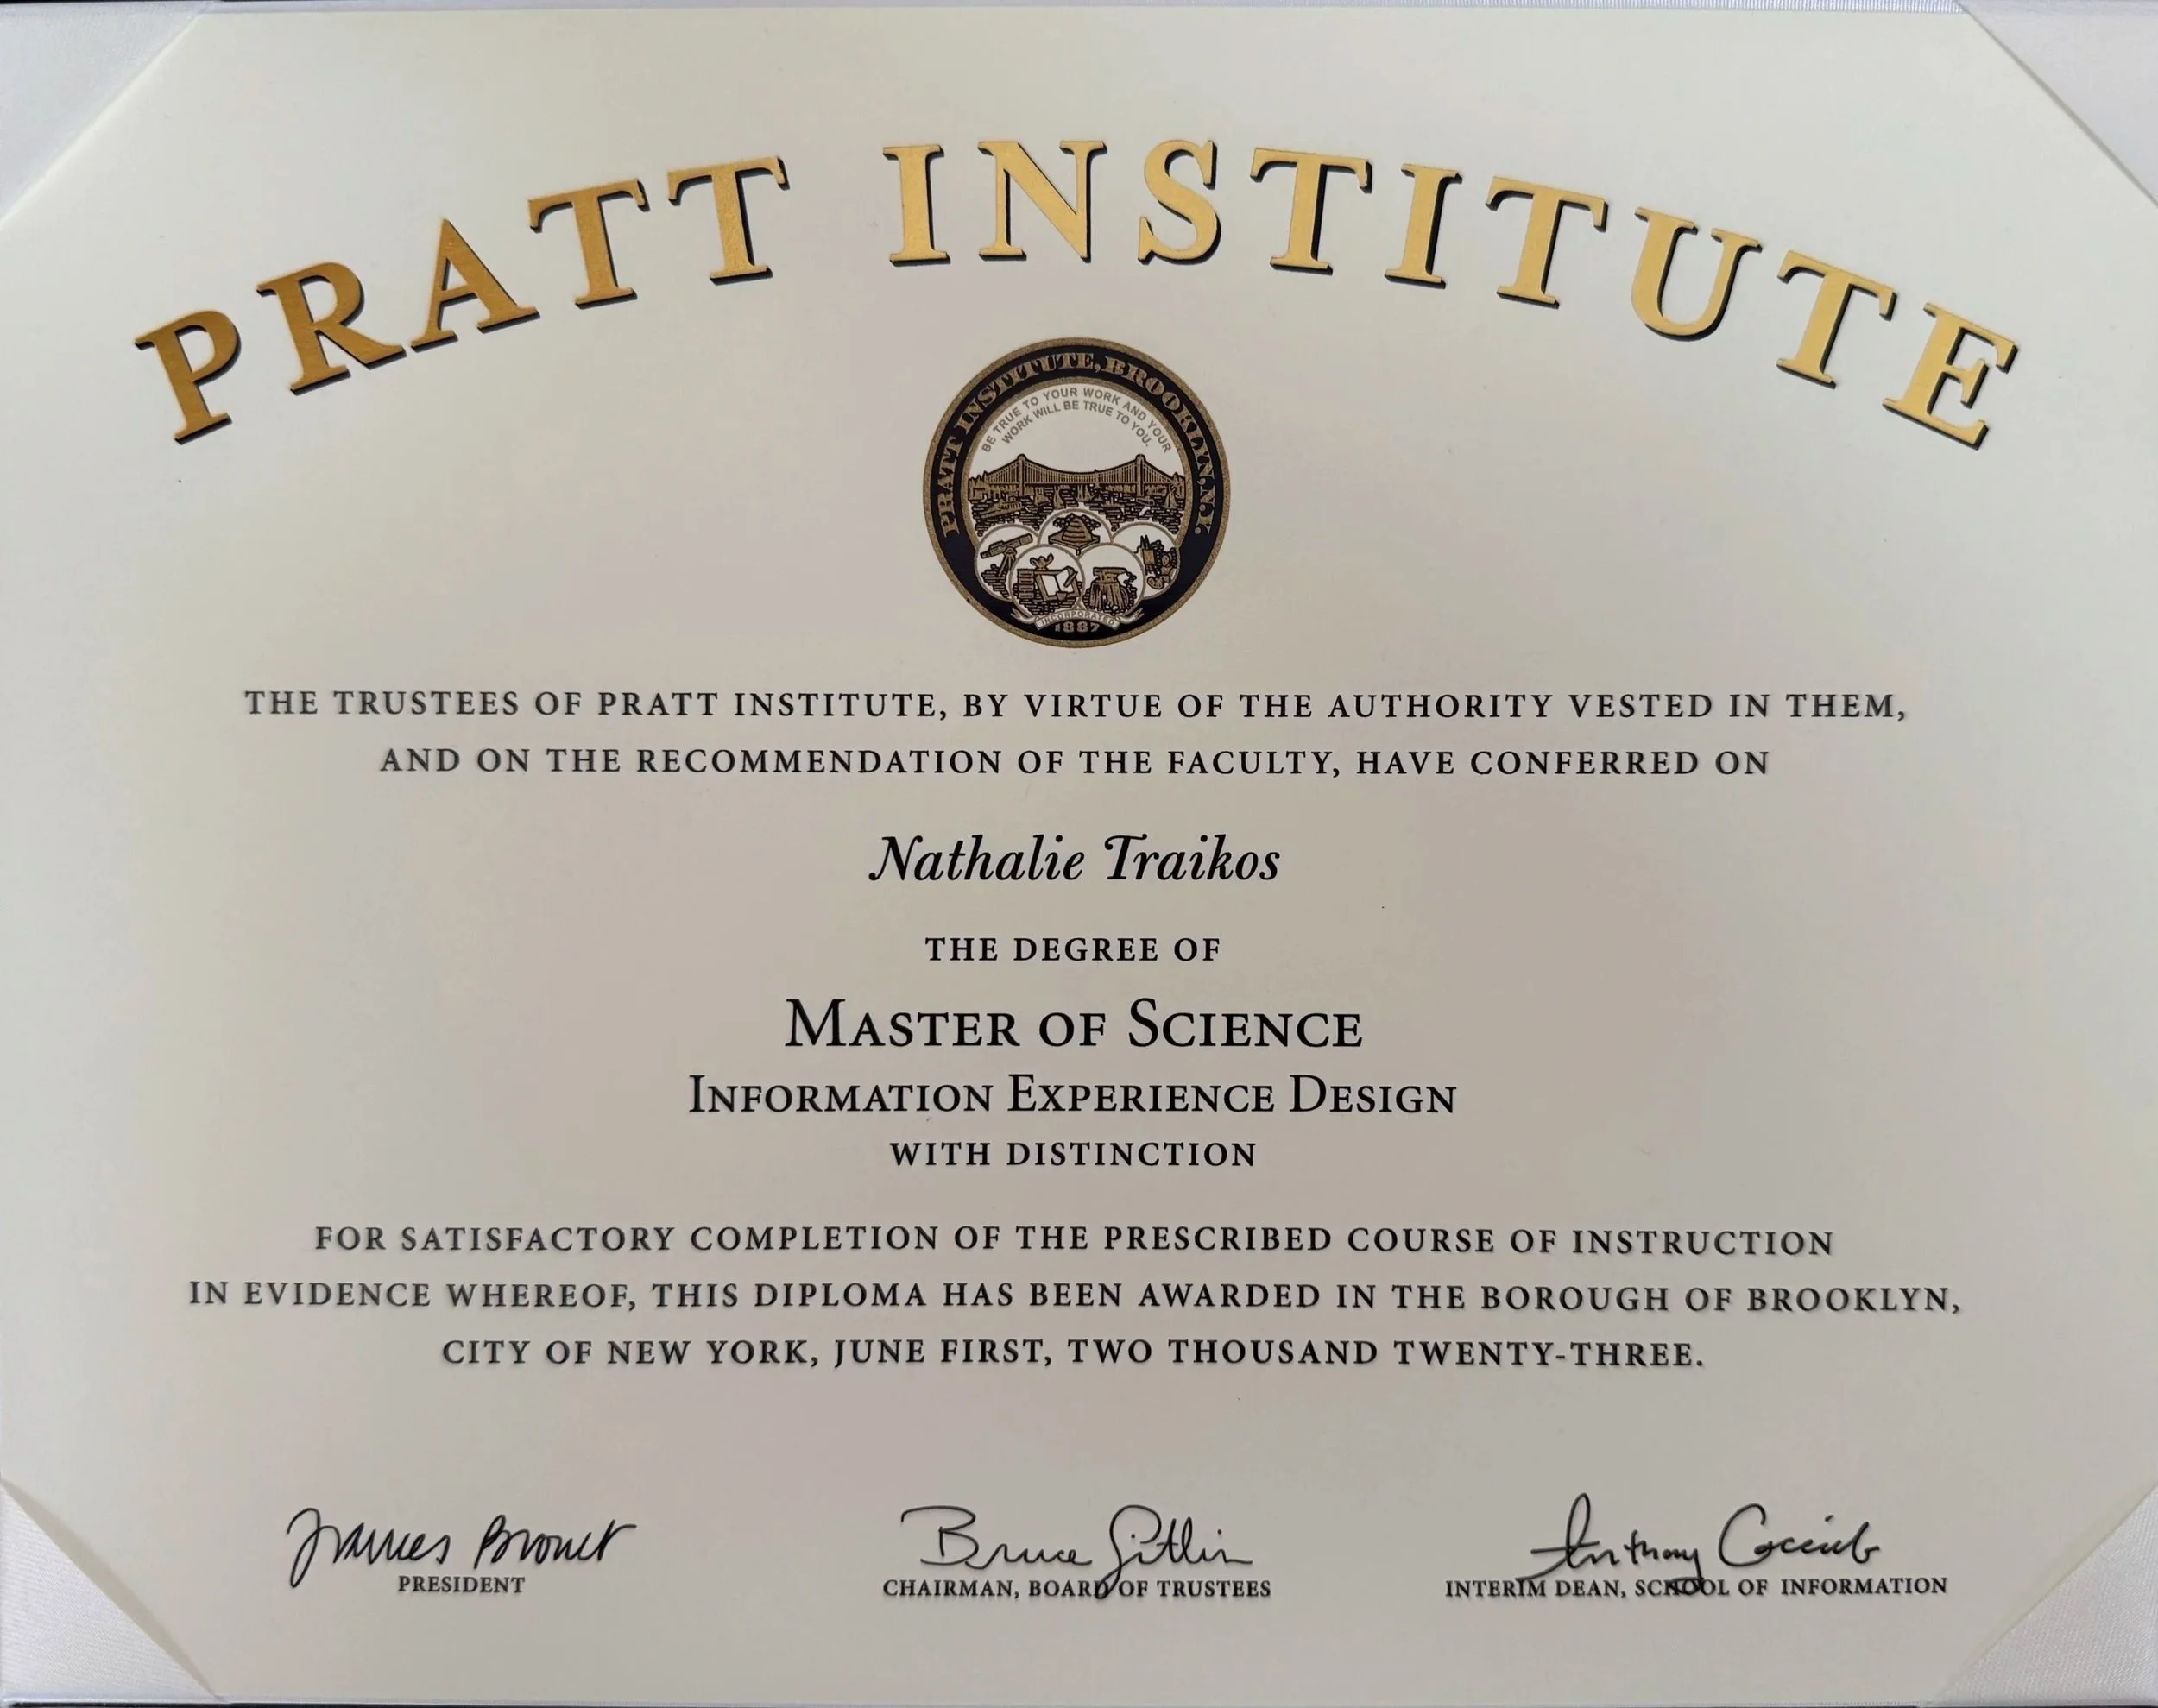 PRATT INSTITUTE
PRATT INSTITUTE, BROOKLYN, N.Y.
BE TRUE TO YOUR WORK AND YOUR
WORK WILL BE TRUE TO YOU.
INCORPORATED
1887
THE TRUSTEES OF PRATT INSTITUTE, BY VIRTUE OF THE AUTHORITY VESTED IN THEM,
AND ON THE RECOMMENDATION OF THE FACULTY, HAVE CONFERRED ON
Nathalie Traikos
THE DEGREE OF
MASTER OF SCIENCE
INFORMATION EXPERIENCE DESIGN
WITH DISTINCTION
FOR SATISFACTORY COMPLETION OF THE PRESCRIBED COURSE OF INSTRUCTION
IN EVIDENCE WHEREOF, THIS DIPLOMA HAS BEEN AWARDED IN THE BOROUGH OF BROOKLYN,
CITY OF NEW YORK, JUNE FIRST, TWO THOUSAND TWENTY-THREE.
Bruce Gitlin
Anthony
PRESIDENT
CHAIRMAN, BOARD OF TRUSTEES
INTERIM DEAN, SCHOOL OF INFORMATION